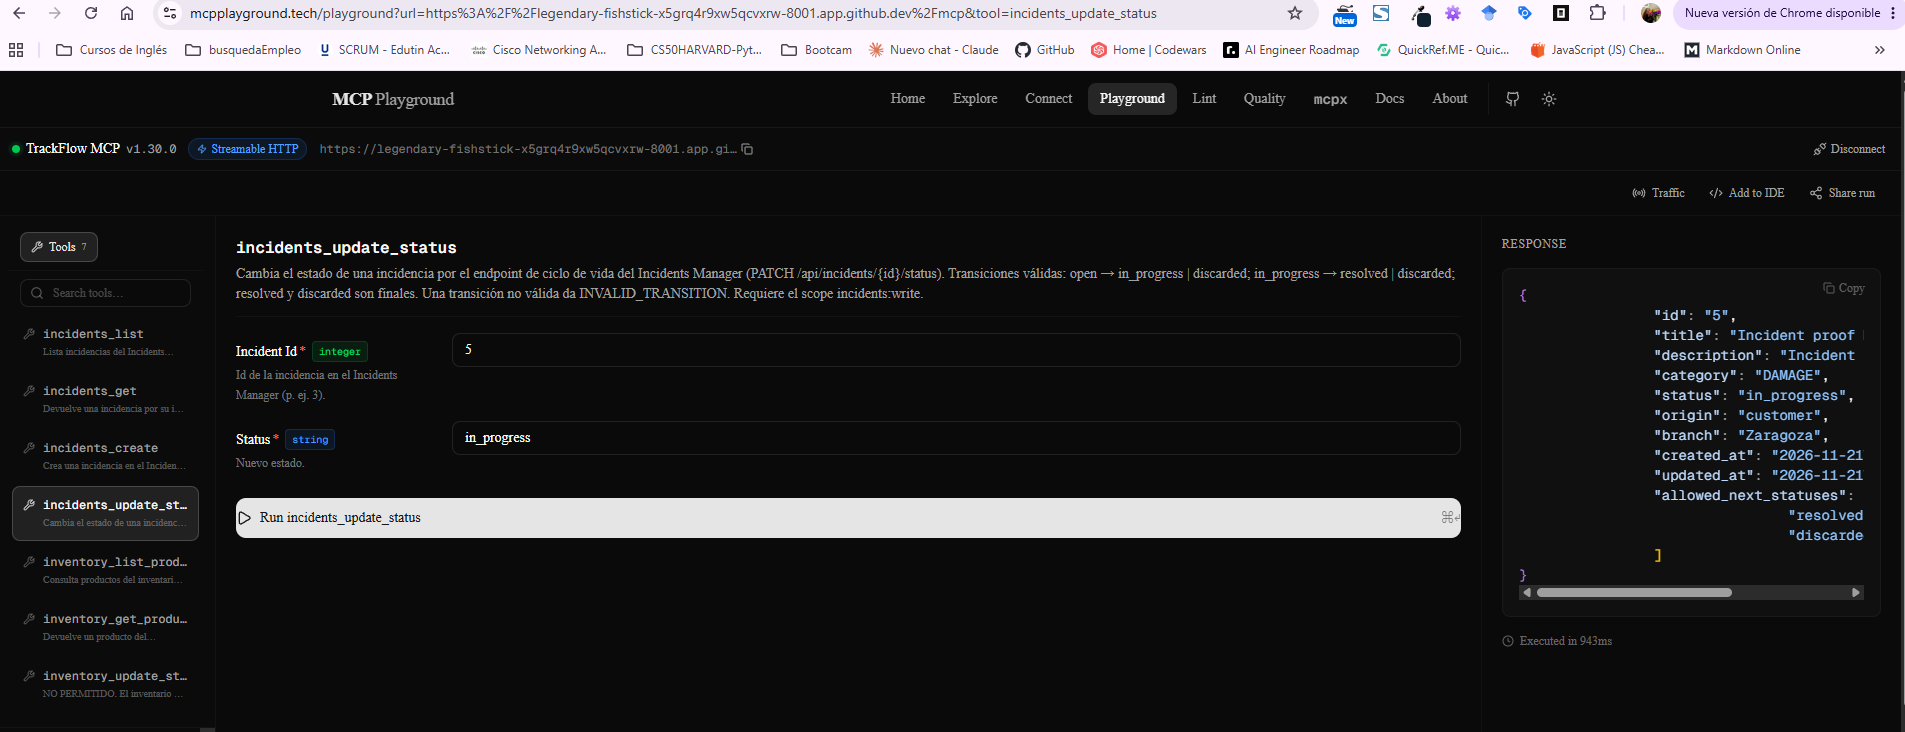 mcpplayground.tech/playground?url=https%3A%2F%2Flegendary-fishstick-x5grq4r9xw5qcvxrw-8001.app.github.dev%2Fmcp&tool=incidents_update_status
New
Nueva versión de Chrome disponible
Cursos de Inglés
busquedaEmpleo
SCRUM - Edutin Ac...
Cisco Networking A...
CS50HARVARD-Pyt...
Bootcam
Nuevo chat - Claude
GitHub
Home | Codewars
AI Engineer Roadmap
QuickRef.ME - Quic...
JavaScript (JS) Chea...
Markdown Online
MCP Playground
Home
Explore
Connect
Playground
Lint
Quality
mcpx
Docs
About
TrackFlow MCP v1.30.0
Streamable HTTP
https://legendary-fishstick-x5grq4r9xw5qcvxrw-8001.app.gi…
Disconnect
Traffic
Add to IDE
Share run
Tools 7
Search tools…
incidents_list
Lista incidencias del Incidents…
incidents_get
Devuelve una incidencia por su i…
incidents_create
Crea una incidencia en el Inciden…
incidents_update_st…
Cambia el estado de una incidenc…
inventory_list_prod…
Consulta productos del inventari…
inventory_get_produ…
Devuelve un producto del…
inventory_update_st…
NO PERMITIDO. El inventario …
incidents_update_status
Cambia el estado de una incidencia por el endpoint de ciclo de vida del Incidents Manager (PATCH /api/incidents/{id}/status). Transiciones válidas: open → in_progress | discarded; in_progress → resolved | discarded;
resolved y discarded son finales. Una transición no válida da INVALID_TRANSITION. Requiere el scope incidents:write.
Incident Id * integer
Id de la incidencia en el Incidents
Manager (p. ej. 3).
5
Status * string
Nuevo estado.
in_progress
Run incidents_update_status
⌘↵
RESPONSE
Copy
{
"id": "5",
"title": "Incident proof
"description": "Incident
"category": "DAMAGE",
"status": "in_progress",
"origin": "customer",
"branch": "Zaragoza",
"created_at": "2026-11-21
"updated_at": "2026-11-21
"allowed_next_statuses":
"resolved
"discarde
]
}
Executed in 943ms